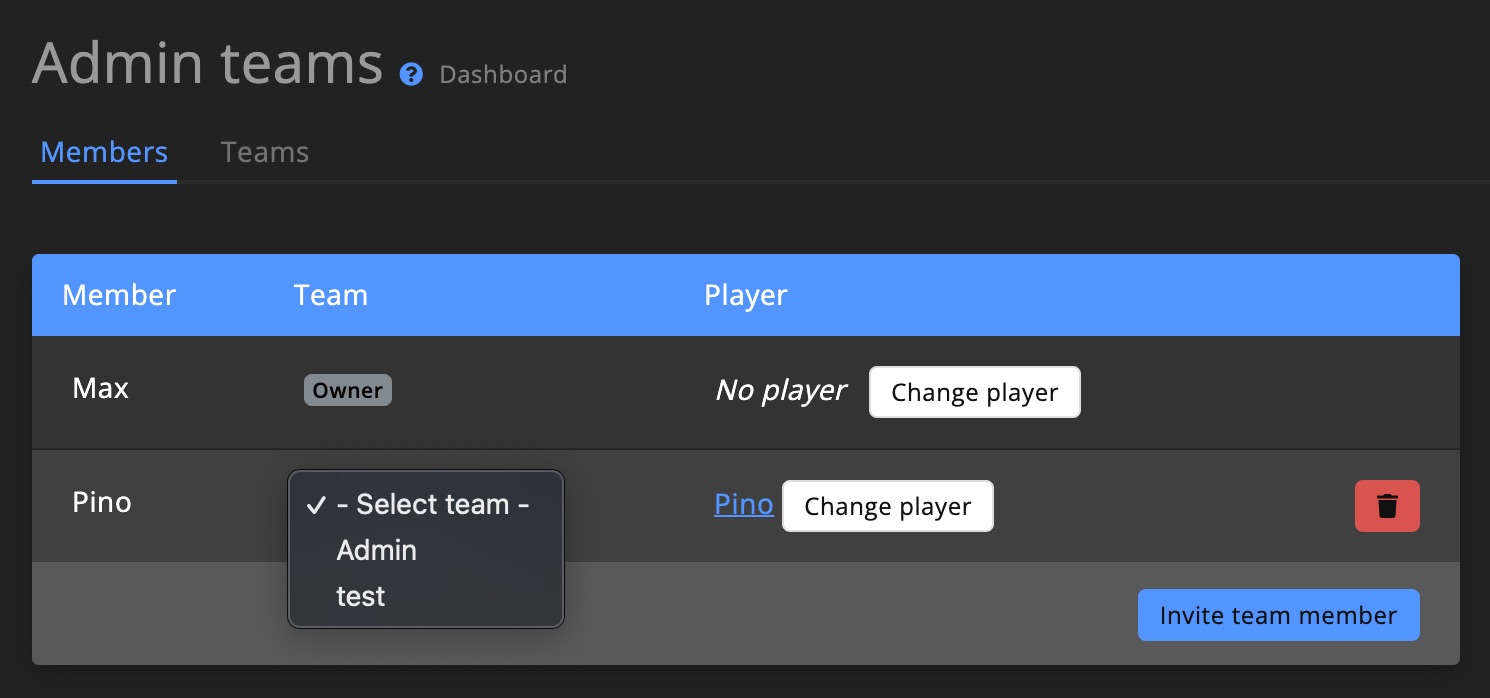 Admin teams ? Dashboard
Members Teams
Member Team Player
Max Owner No player Change player
Pino ✓ - Select team - Pino Change player
Admin
test
Invite team member